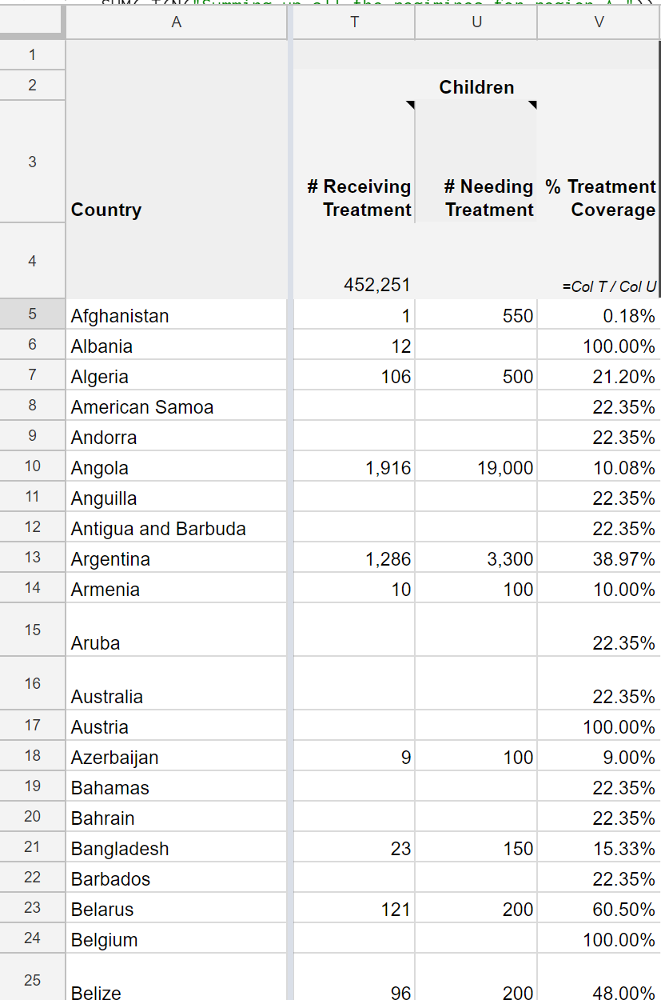 A T U V
1
2 Children
3 Country # Receiving Treatment # Needing Treatment % Treatment Coverage
4 452,251 =Col T / Col U
5 Afghanistan 1 550 0.18%
6 Albania 12 100.00%
7 Algeria 106 500 21.20%
8 American Samoa 22.35%
9 Andorra 22.35%
10 Angola 1,916 19,000 10.08%
11 Anguilla 22.35%
12 Antigua and Barbuda 22.35%
13 Argentina 1,286 3,300 38.97%
14 Armenia 10 100 10.00%
15 Aruba 22.35%
16 Australia 22.35%
17 Austria 100.00%
18 Azerbaijan 9 100 9.00%
19 Bahamas 22.35%
20 Bahrain 22.35%
21 Bangladesh 23 150 15.33%
22 Barbados 22.35%
23 Belarus 121 200 60.50%
24 Belgium 100.00%
25 Belize 96 200 48.00%